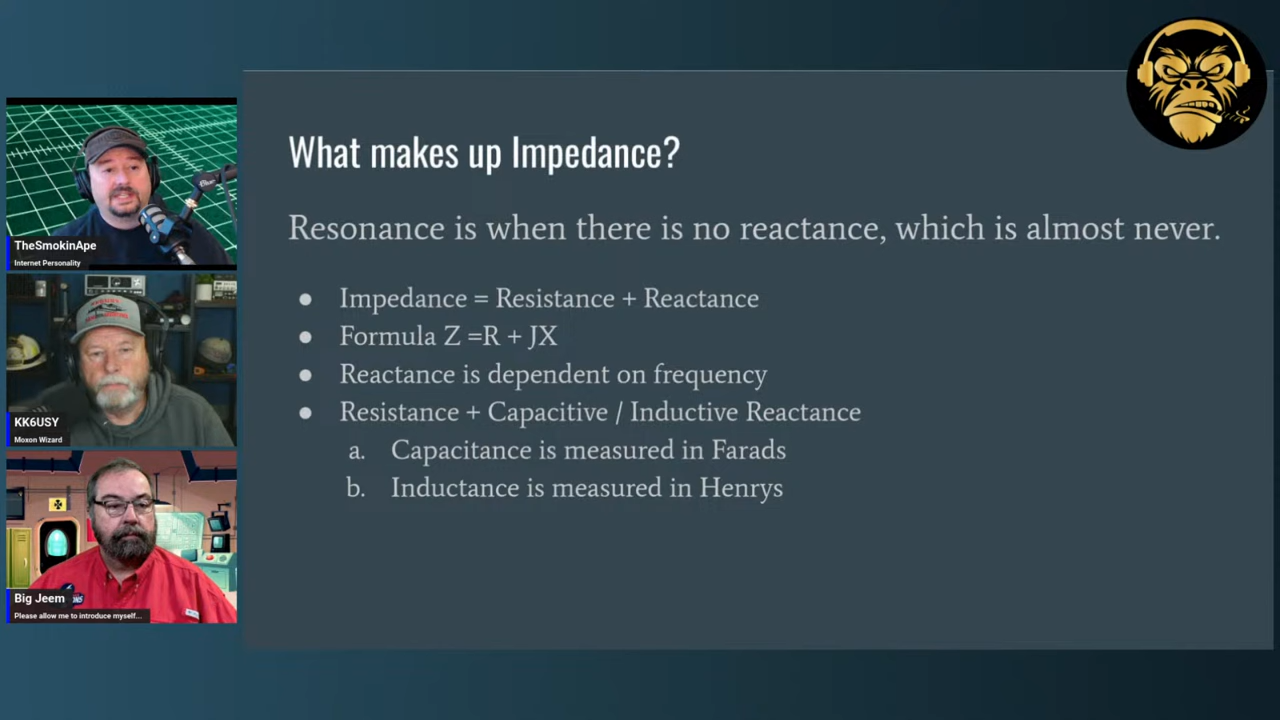 What makes up Impedance?
Resonance is when there is no reactance, which is almost never.
● Impedance = Resistance + Reactance
● Formula Z =R + JX
● Reactance is dependent on frequency
● Resistance + Capacitive / Inductive Reactance
a. Capacitance is measured in Farads
b. Inductance is measured in Henrys
TheSmokinApe
Internet Personality
KK6USY
Moxon Wizard
Big Jeem
Please allow me to introduce myself...